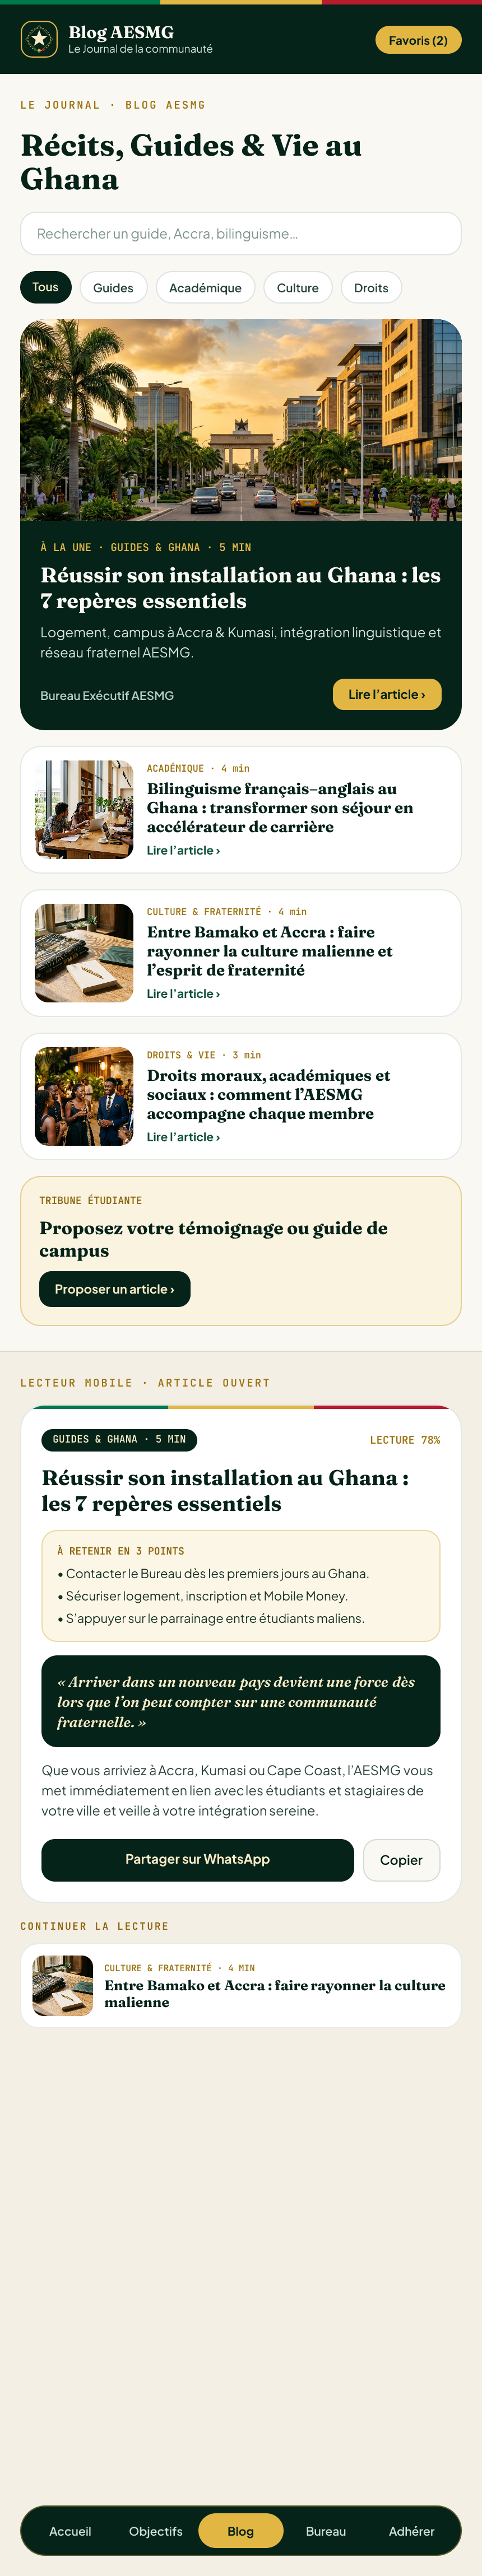 Blog AESMG
Le Journal de la communauté
Favoris (2)
LE JOURNAL · BLOG AESMG
Récits, Guides & Vie au
Ghana
Rechercher un guide, Accra, bilinguisme...
Tous
Guides
Académique
Culture
Droits
À LA UNE · GUIDES & GHANA · 5 MIN
Réussir son installation au Ghana : les
7 repères essentiels
Logement, campus à Accra & Kumasi, intégration linguistique et
réseau fraternel AESMG.
Bureau Exécutif AESMG
Lire l’article ›
ACADÉMIQUE · 4 min
Bilinguisme français–anglais au
Ghana : transformer son séjour en
accélérateur de carrière
Lire l’article ›
CULTURE & FRATERNITÉ · 4 min
Entre Bamako et Accra : faire
rayonner la culture malienne et
l’esprit de fraternité
Lire l’article ›
DROITS & VIE · 3 min
Droits moraux, académiques et
sociaux : comment l’AESMG
accompagne chaque membre
Lire l’article ›
TRIBUNE ÉTUDIANTE
Proposez votre témoignage ou guide de
campus
Proposer un article ›
LECTEUR MOBILE · ARTICLE OUVERT
GUIDES & GHANA · 5 MIN
LECTURE 78%
Réussir son installation au Ghana :
les 7 repères essentiels
À RETENIR EN 3 POINTS
• Contacter le Bureau dès les premiers jours au Ghana.
• Sécuriser logement, inscription et Mobile Money.
• S’appuyer sur le parrainage entre étudiants maliens.
« Arriver dans un nouveau pays devient une force dès
lors que l’on peut compter sur une communauté
fraternelle. »
Que vous arriviez à Accra, Kumasi ou Cape Coast, l’AESMG vous
met immédiatement en lien avec les étudiants et stagiaires de
votre ville et veille à votre intégration sereine.
Partager sur WhatsApp
Copier
CONTINUER LA LECTURE
CULTURE & FRATERNITÉ · 4 MIN
Entre Bamako et Accra : faire rayonner la culture
malienne
Accueil
Objectifs
Blog
Bureau
Adhérer